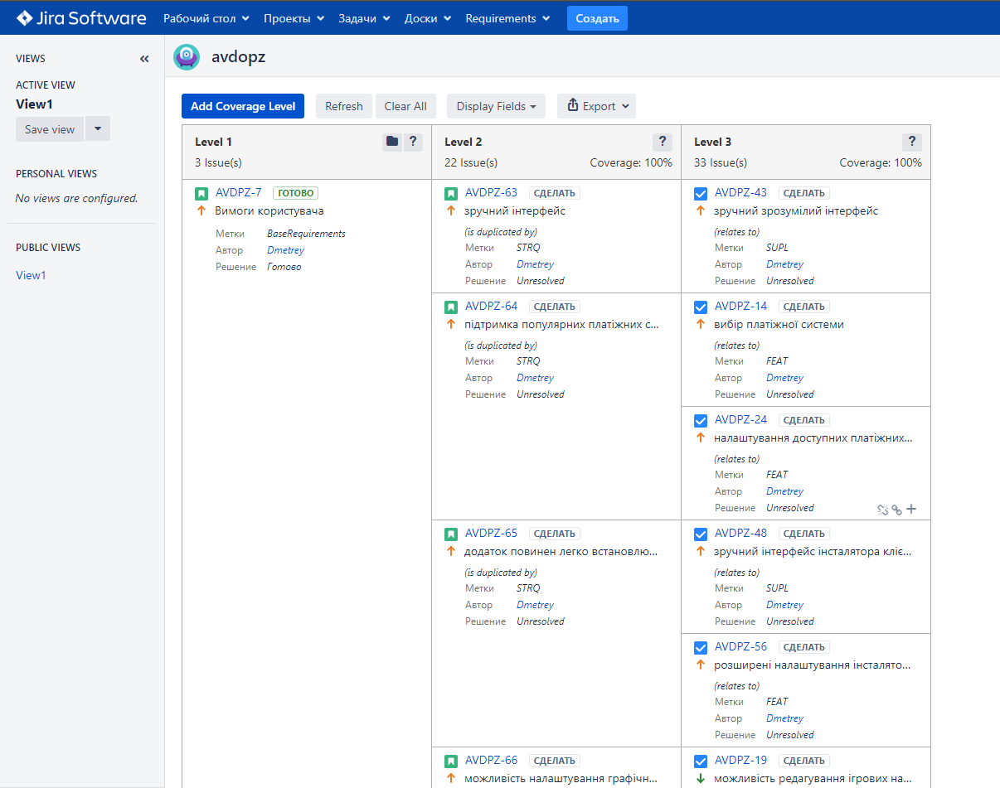 Jira Software Рабочий стол Проекты Задачи Доски Requirements Создать
VIEWS
ACTIVE VIEW
View1
Save view
PERSONAL VIEWS
No views are configured.
PUBLIC VIEWS
View1
avdopz
Add Coverage Level Refresh Clear All Display Fields Export
Level 1 ?
3 Issue(s)
AVDPZ-7 ГОТОВО
Вимоги користувача
Метки BaseRequirements
Автор Dmetrey
Решение Готово
Level 2 ?
22 Issue(s) Coverage: 100%
AVDPZ-63 СДЕЛАТЬ
зручний інтерфейс
(is duplicated by)
Метки STRQ
Автор Dmetrey
Решение Unresolved
AVDPZ-64 СДЕЛАТЬ
підтримка популярних платіжних с...
(is duplicated by)
Метки STRQ
Автор Dmetrey
Решение Unresolved
AVDPZ-65 СДЕЛАТЬ
додаток повинен легко встановлю...
(is duplicated by)
Метки STRQ
Автор Dmetrey
Решение Unresolved
AVDPZ-66 СДЕЛАТЬ
можливість налаштування графічн...
Level 3 ?
33 Issue(s) Coverage: 100%
AVDPZ-43 СДЕЛАТЬ
зручний зрозумілий інтерфейс
(relates to)
Метки SUPL
Автор Dmetrey
Решение Unresolved
AVDPZ-14 СДЕЛАТЬ
вибір платіжної системи
(relates to)
Метки FEAT
Автор Dmetrey
Решение Unresolved
AVDPZ-24 СДЕЛАТЬ
налаштування доступних платіжних...
(relates to)
Метки FEAT
Автор Dmetrey
Решение Unresolved
AVDPZ-48 СДЕЛАТЬ
зручний інтерфейс інсталятора кліє...
(relates to)
Метки SUPL
Автор Dmetrey
Решение Unresolved
AVDPZ-56 СДЕЛАТЬ
розширені налаштування інсталято...
(relates to)
Метки FEAT
Автор Dmetrey
Решение Unresolved
AVDPZ-19 СДЕЛАТЬ
можливість редагування ігрових на...